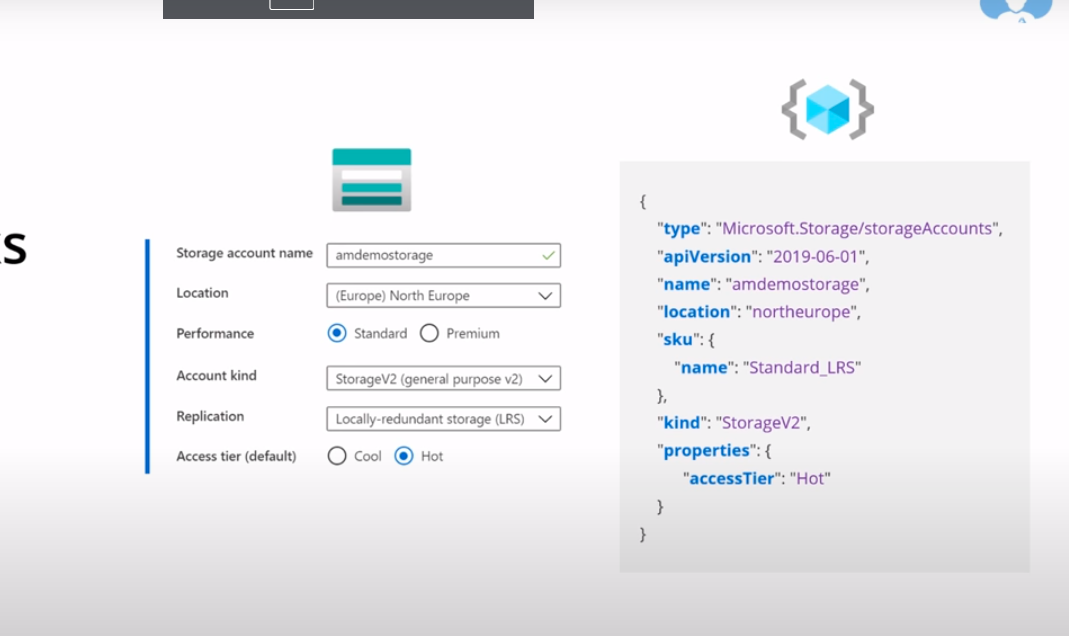 Storage account name amdemostorage
Location (Europe) North Europe
Performance Standard Premium
Account kind StorageV2 (general purpose v2)
Replication Locally-redundant storage (LRS)
Access tier (default) Cool Hot
{
"type": "Microsoft.Storage/storageAccounts",
"apiVersion": "2019-06-01",
"name": "amdemostorage",
"location": "northeurope",
"sku": {
"name": "Standard_LRS"
},
"kind": "StorageV2",
"properties": {
"accessTier": "Hot"
}
}